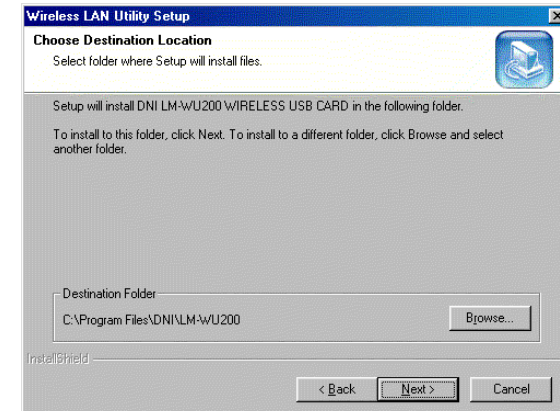 Wireless LAN Utility Setup
Choose Destination Location
Select folder where Setup will install files.
Setup will install DNI LM-WU200 WIRELESS USB CARD in the following folder.
To install to this folder, click Next. To install to a different folder, click Browse and select
another folder.
Destination Folder
C:\Program Files\DNI\LM-WU200
Browse...
InstallShield
< Back
Next >
Cancel